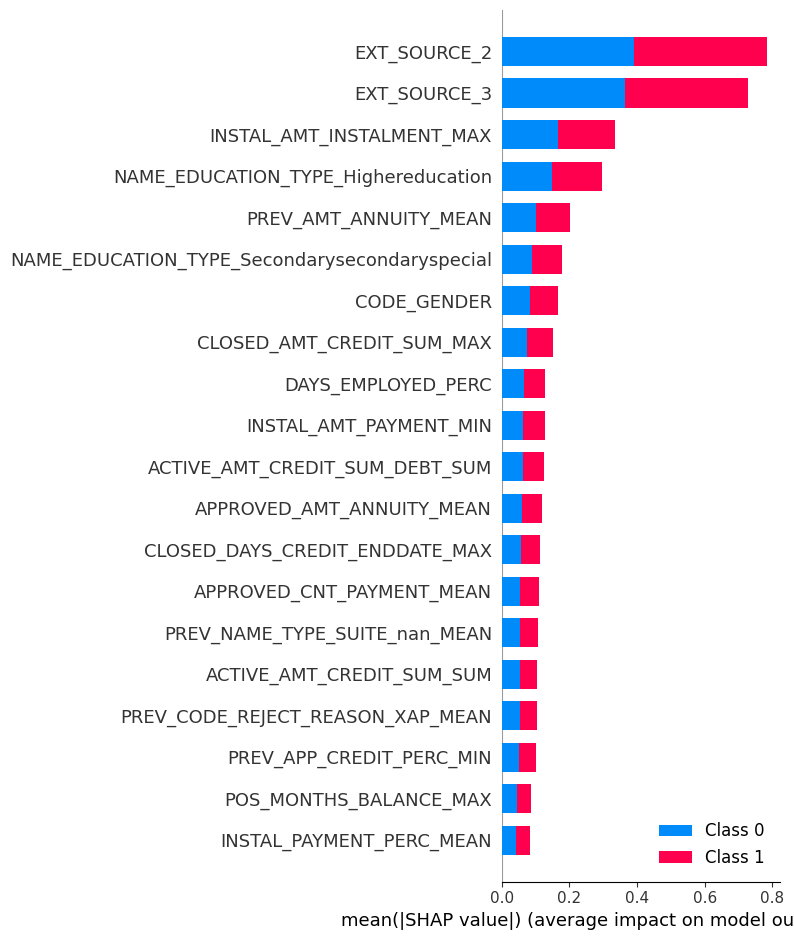 EXT_SOURCE_2
EXT_SOURCE_3
INSTAL_AMT_INSTALMENT_MAX
NAME_EDUCATION_TYPE_Highereducation
PREV_AMT_ANNUITY_MEAN
NAME_EDUCATION_TYPE_Secondarysecondaryspecial
CODE_GENDER
CLOSED_AMT_CREDIT_SUM_MAX
DAYS_EMPLOYED_PERC
INSTAL_AMT_PAYMENT_MIN
ACTIVE_AMT_CREDIT_SUM_DEBT_SUM
APPROVED_AMT_ANNUITY_MEAN
CLOSED_DAYS_CREDIT_ENDDATE_MAX
APPROVED_CNT_PAYMENT_MEAN
PREV_NAME_TYPE_SUITE_nan_MEAN
ACTIVE_AMT_CREDIT_SUM_SUM
PREV_CODE_REJECT_REASON_XAP_MEAN
PREV_APP_CREDIT_PERC_MIN
POS_MONTHS_BALANCE_MAX
INSTAL_PAYMENT_PERC_MEAN
Class 0
Class 1
0.0 0.2 0.4 0.6 0.8
mean(|SHAP value|) (average impact on model ou